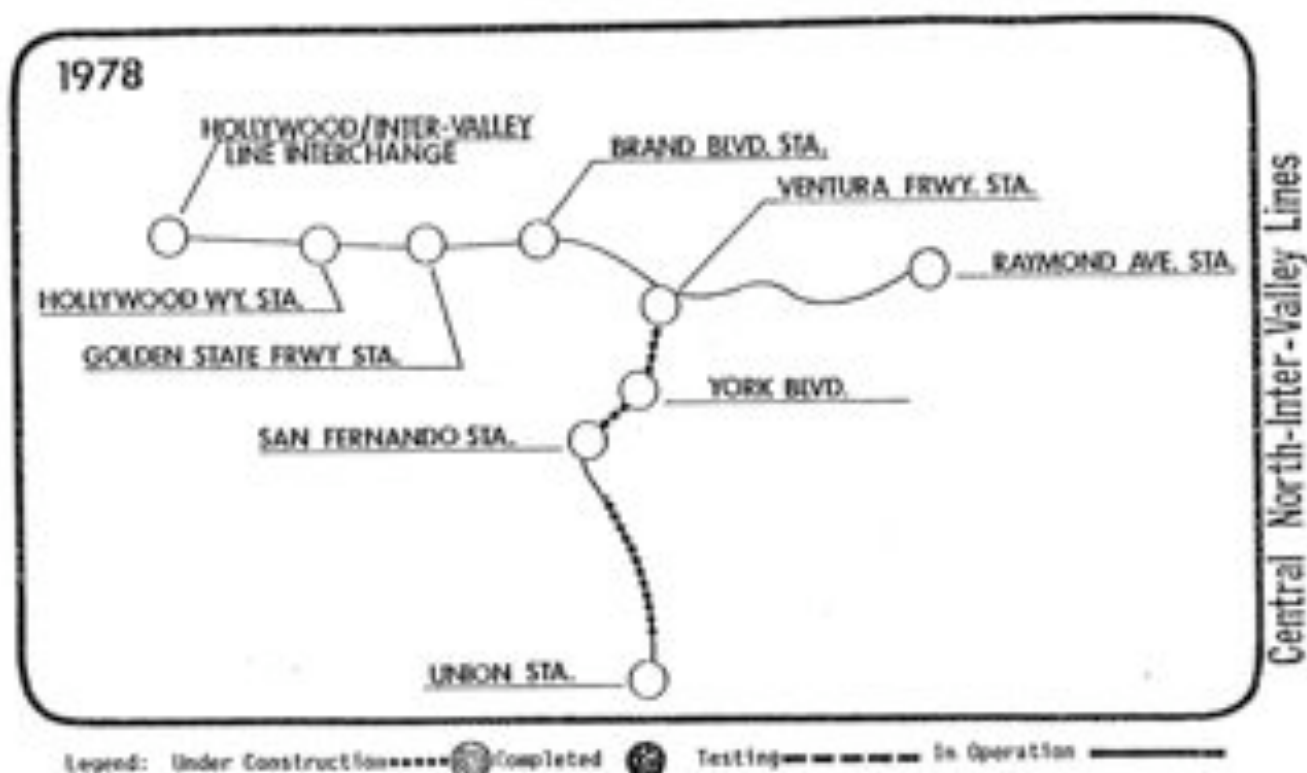 1978
HOLLYWOOD/INTER-VALLEY
LINE INTERCHANGE
BRAND BLVD. STA.
VENTURA FRWY. STA.
RAYMOND AVE. STA.
HOLLYWOOD WY. STA.
GOLDEN STATE FRWY STA.
YORK BLVD.
SAN FERNANDO STA.
UNION STA.
Central North-Inter-Valley Lines
Legend: Under Construction Completed Testing In Operation